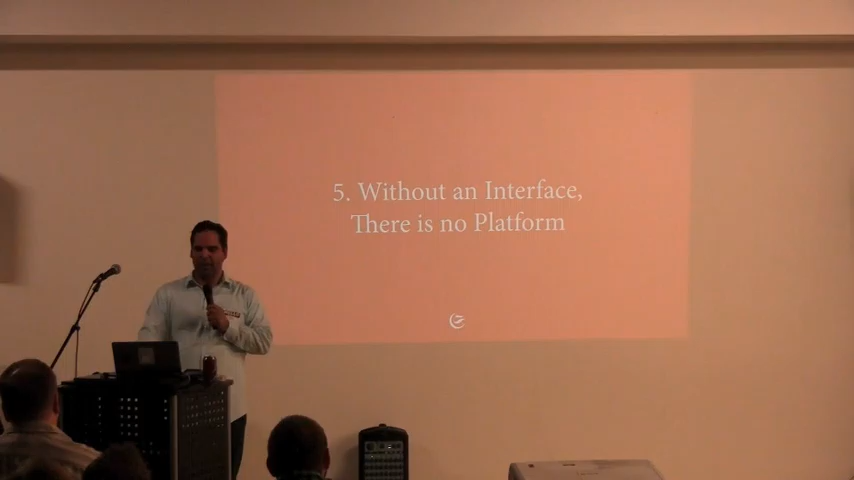 5. Without an Interface,
There is no Platform